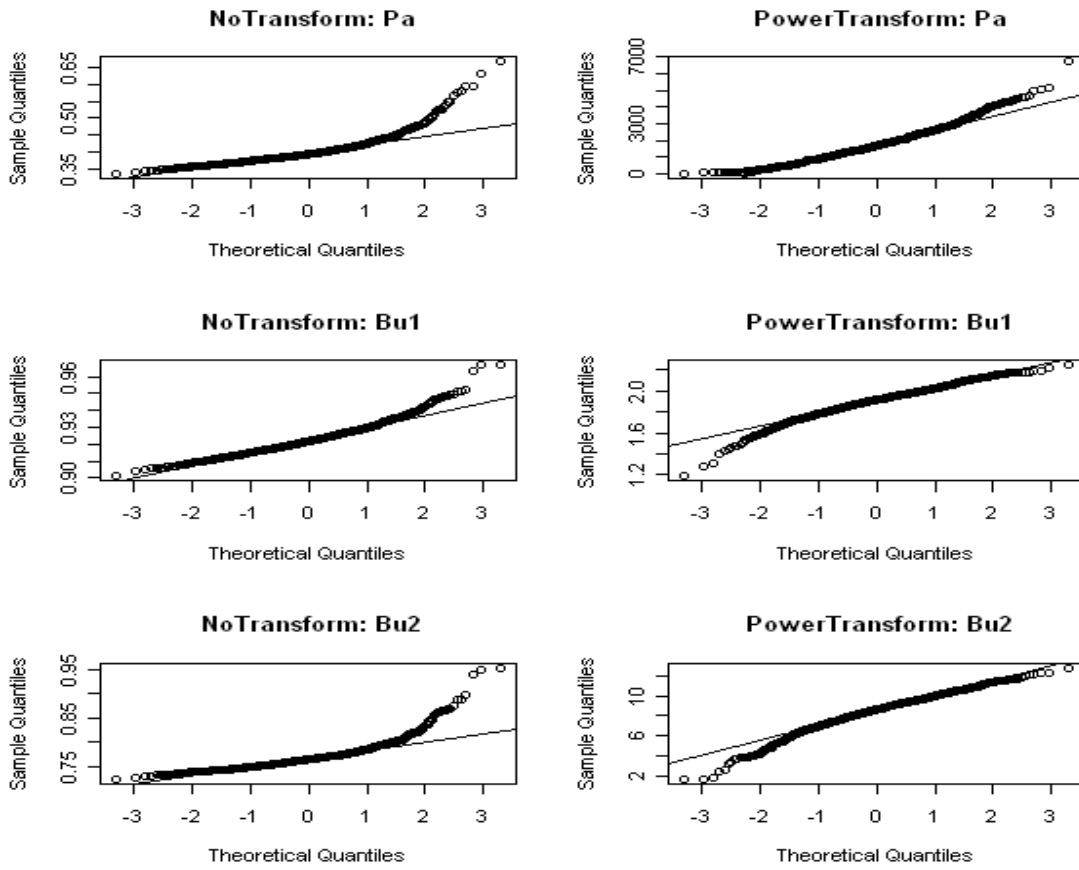 NoTransform: Pa
Sample Quantiles
0.35 0.50 0.65
-3 -2 -1 0 1 2 3
Theoretical Quantiles
PowerTransform: Pa
Sample Quantiles
0 3000 7000
-3 -2 -1 0 1 2 3
Theoretical Quantiles
NoTransform: Bu1
Sample Quantiles
0.90 0.93 0.96
-3 -2 -1 0 1 2 3
Theoretical Quantiles
PowerTransform: Bu1
Sample Quantiles
1.2 1.6 2.0
-3 -2 -1 0 1 2 3
Theoretical Quantiles
NoTransform: Bu2
Sample Quantiles
0.75 0.85 0.95
-3 -2 -1 0 1 2 3
Theoretical Quantiles
PowerTransform: Bu2
Sample Quantiles
2 6 10
-3 -2 -1 0 1 2 3
Theoretical Quantiles